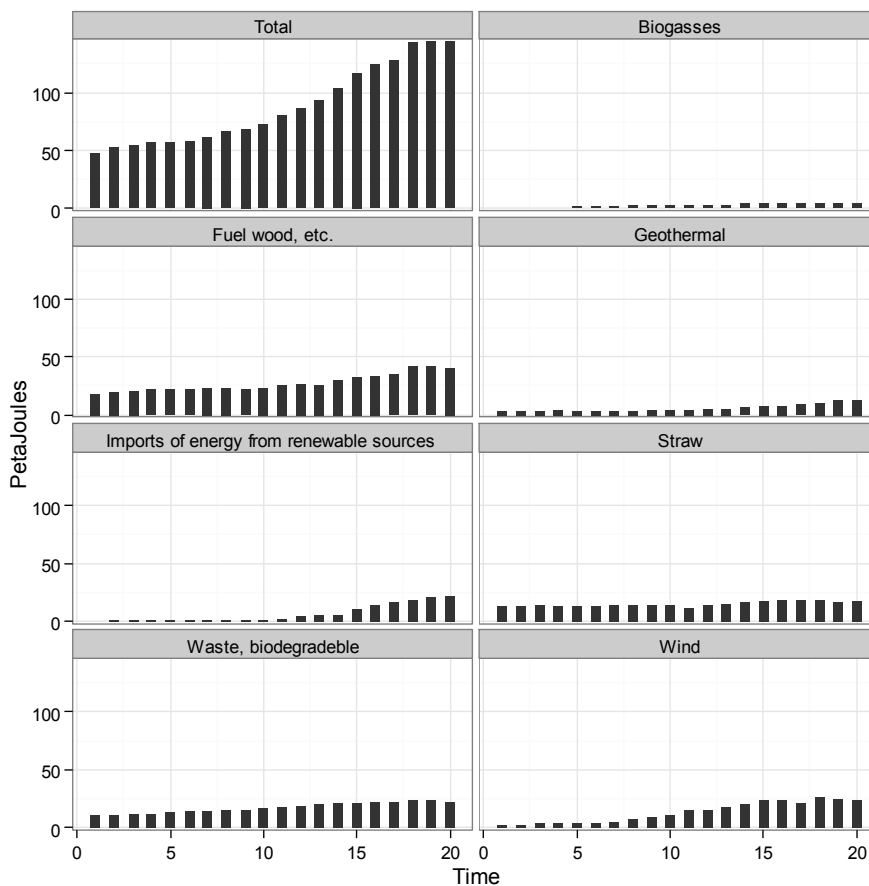 Total
Biogasses
100
50
0
Fuel wood, etc.
Geothermal
100
50
0
PetaJoules
Imports of energy from renewable sources
Straw
100
50
0
Waste, biodegradeble
Wind
100
50
0
0 5 10 15 20
0 5 10 15 20
Time